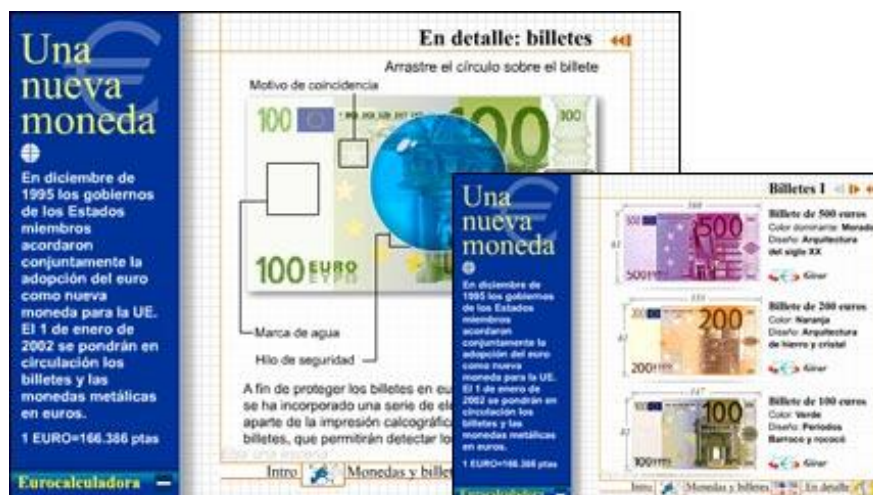 Una
nueva
moneda
En diciembre de
1995 los gobiernos
de los Estados
miembros
acordaron
conjuntamente la
adopción del euro
como nueva
moneda para la UE.
El 1 de enero de
2002 se pondrán en
circulación los
billetes y las
monedas metálicas
en euros.
1 EURO=166.386 ptas
Eurocalculadora
En detalle: billetes
Arrastre el círculo sobre el billete
Motivo de coincidencia
100
100
100
100 EURO
ΕΥΡΩ
Marca de agua
Hilo de seguridad
A fin de proteger los billetes en
se ha incorporado una serie de
aparte de la impresión
billetes, que permitirán detectar
Intro
Monedas y
Una
nueva
moneda
En diciembre de
1995 los gobiernos
de los Estados
miembros
acordaron
conjuntamente la
adopción del euro
como nueva
moneda para la UE.
El 1 de enero de
2002 se pondrán en
circulación los
billetes y las
monedas metálicas
en euros.
1 EURO=166.386 ptas
Eurocalculadora
Billetes I
500
500
Billete de 500 euros
Color dominante: Morado
Diseño: Arquitectura
del siglo XX
Girar
200
200
Billete de 200 euros
Color: Naranja
Diseño: Arquitectura
de hierro y cristal
Girar
147
100
100
Billete de 100 euros
Color: Verde
Diseño: Periodos
Barroco y rococó
Girar
Intro
Monedas y billetes
En detalle